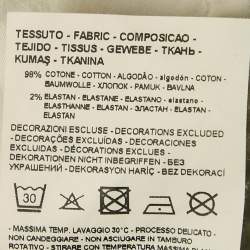 TESSUTO - FABRIC - COMPOSICAO -
TEJIDO - TISSUS - GEWEBE - ТКАНЬ -
KUMAŞ - TKANINA
98% COTONE - COTTON - ALGODÃO - algodón - COTON -
BAUMWOLLE - ХЛОПОК - PAMUK - BAVLNA
2% ELASTAN - ELASTANE - ELASTANO - elastano -
ELASTHANNE - ELASTAN - ЭЛАСТАН - ELASTAN -
ELASTAN
DECORAZIONI ESCLUSE - DECORATIONS EXCLUDED
- DECORAÇÕES EXCLUÍDAS - DECORACIONES
EXCLUIDAS - DÉCORATIONS EXCLUES -
DEKORATIONEN NICHT INBEGRIFFEN - БЕЗ
УКРАШЕНИЙ - DEKORASYON HARİÇ - BEZ
30
- MASSIMA TEMP. LAVAGGIO 30°C - PROCESSO DELICATO -
NON CANDEGGIARE - NON ASCIUGARE IN TAMBURO
ROTATIVO - STIRARE CON TEMPERATURA MASSIMA